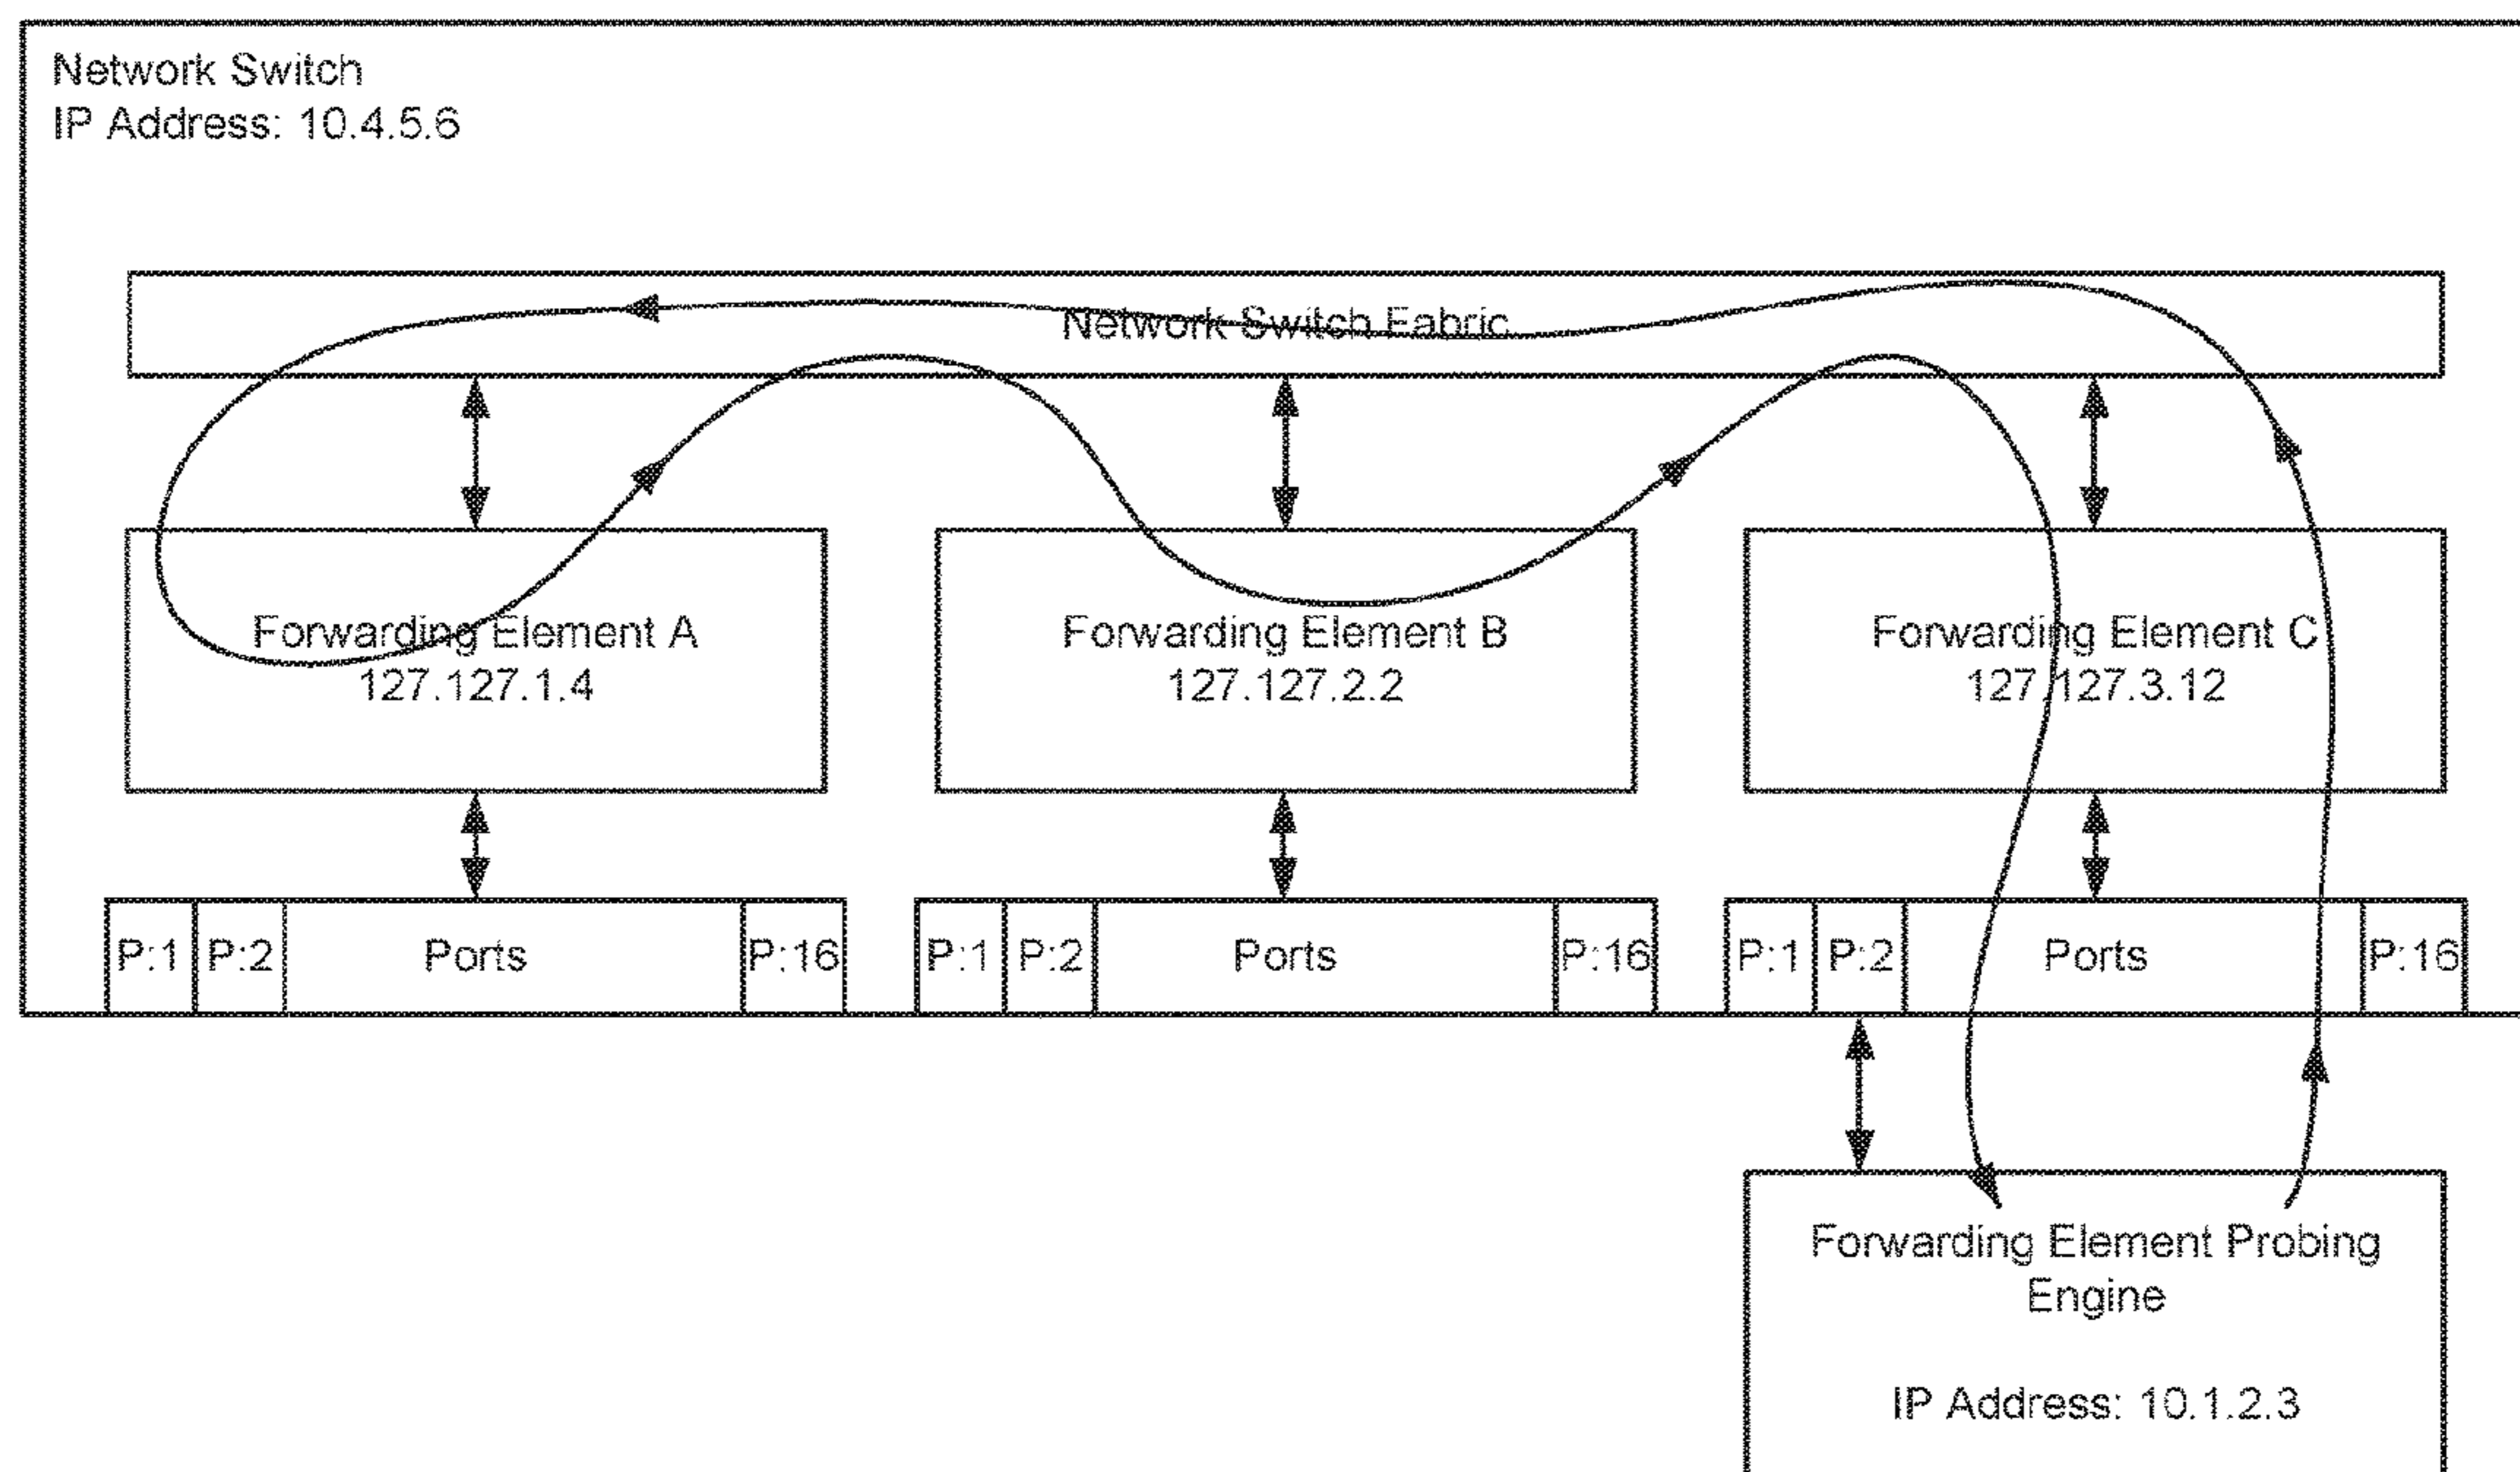 Network Switch
IP Address: 10.4.5.6
Network Switch Fabric
Forwarding Element A
127.127.1.4
Forwarding Element B
127.127.2.2
Forwarding Element C
127.127.3.12
P:1 P:2 Ports P:16
P:1 P:2 Ports P:16
P:1 P:2 Ports P:16
Forwarding Element Probing
Engine
IP Address: 10.1.2.3